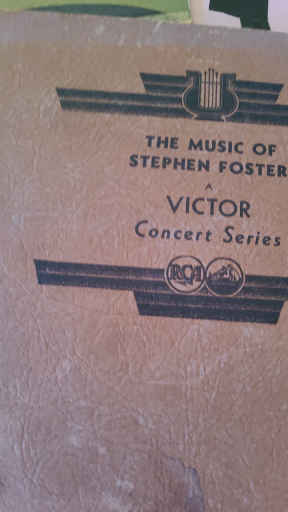 THE MUSIC OF
STEPHEN FOSTER
A
VICTOR
Concert Series
RCA